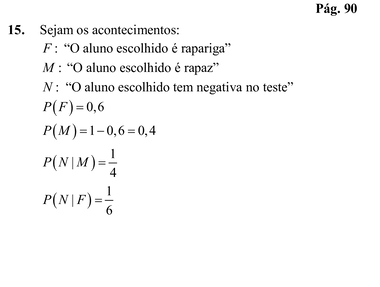 Pág. 90
15. Sejam os acontecimentos:
F : “O aluno escolhido é rapariga”
M : “O aluno escolhido é rapaz”
N : “O aluno escolhido tem negativa no teste”
P(F) = 0,6
P(M) = 1 − 0,6 = 0,4
P(N | M) = 1/4
P(N | F) = 1/6